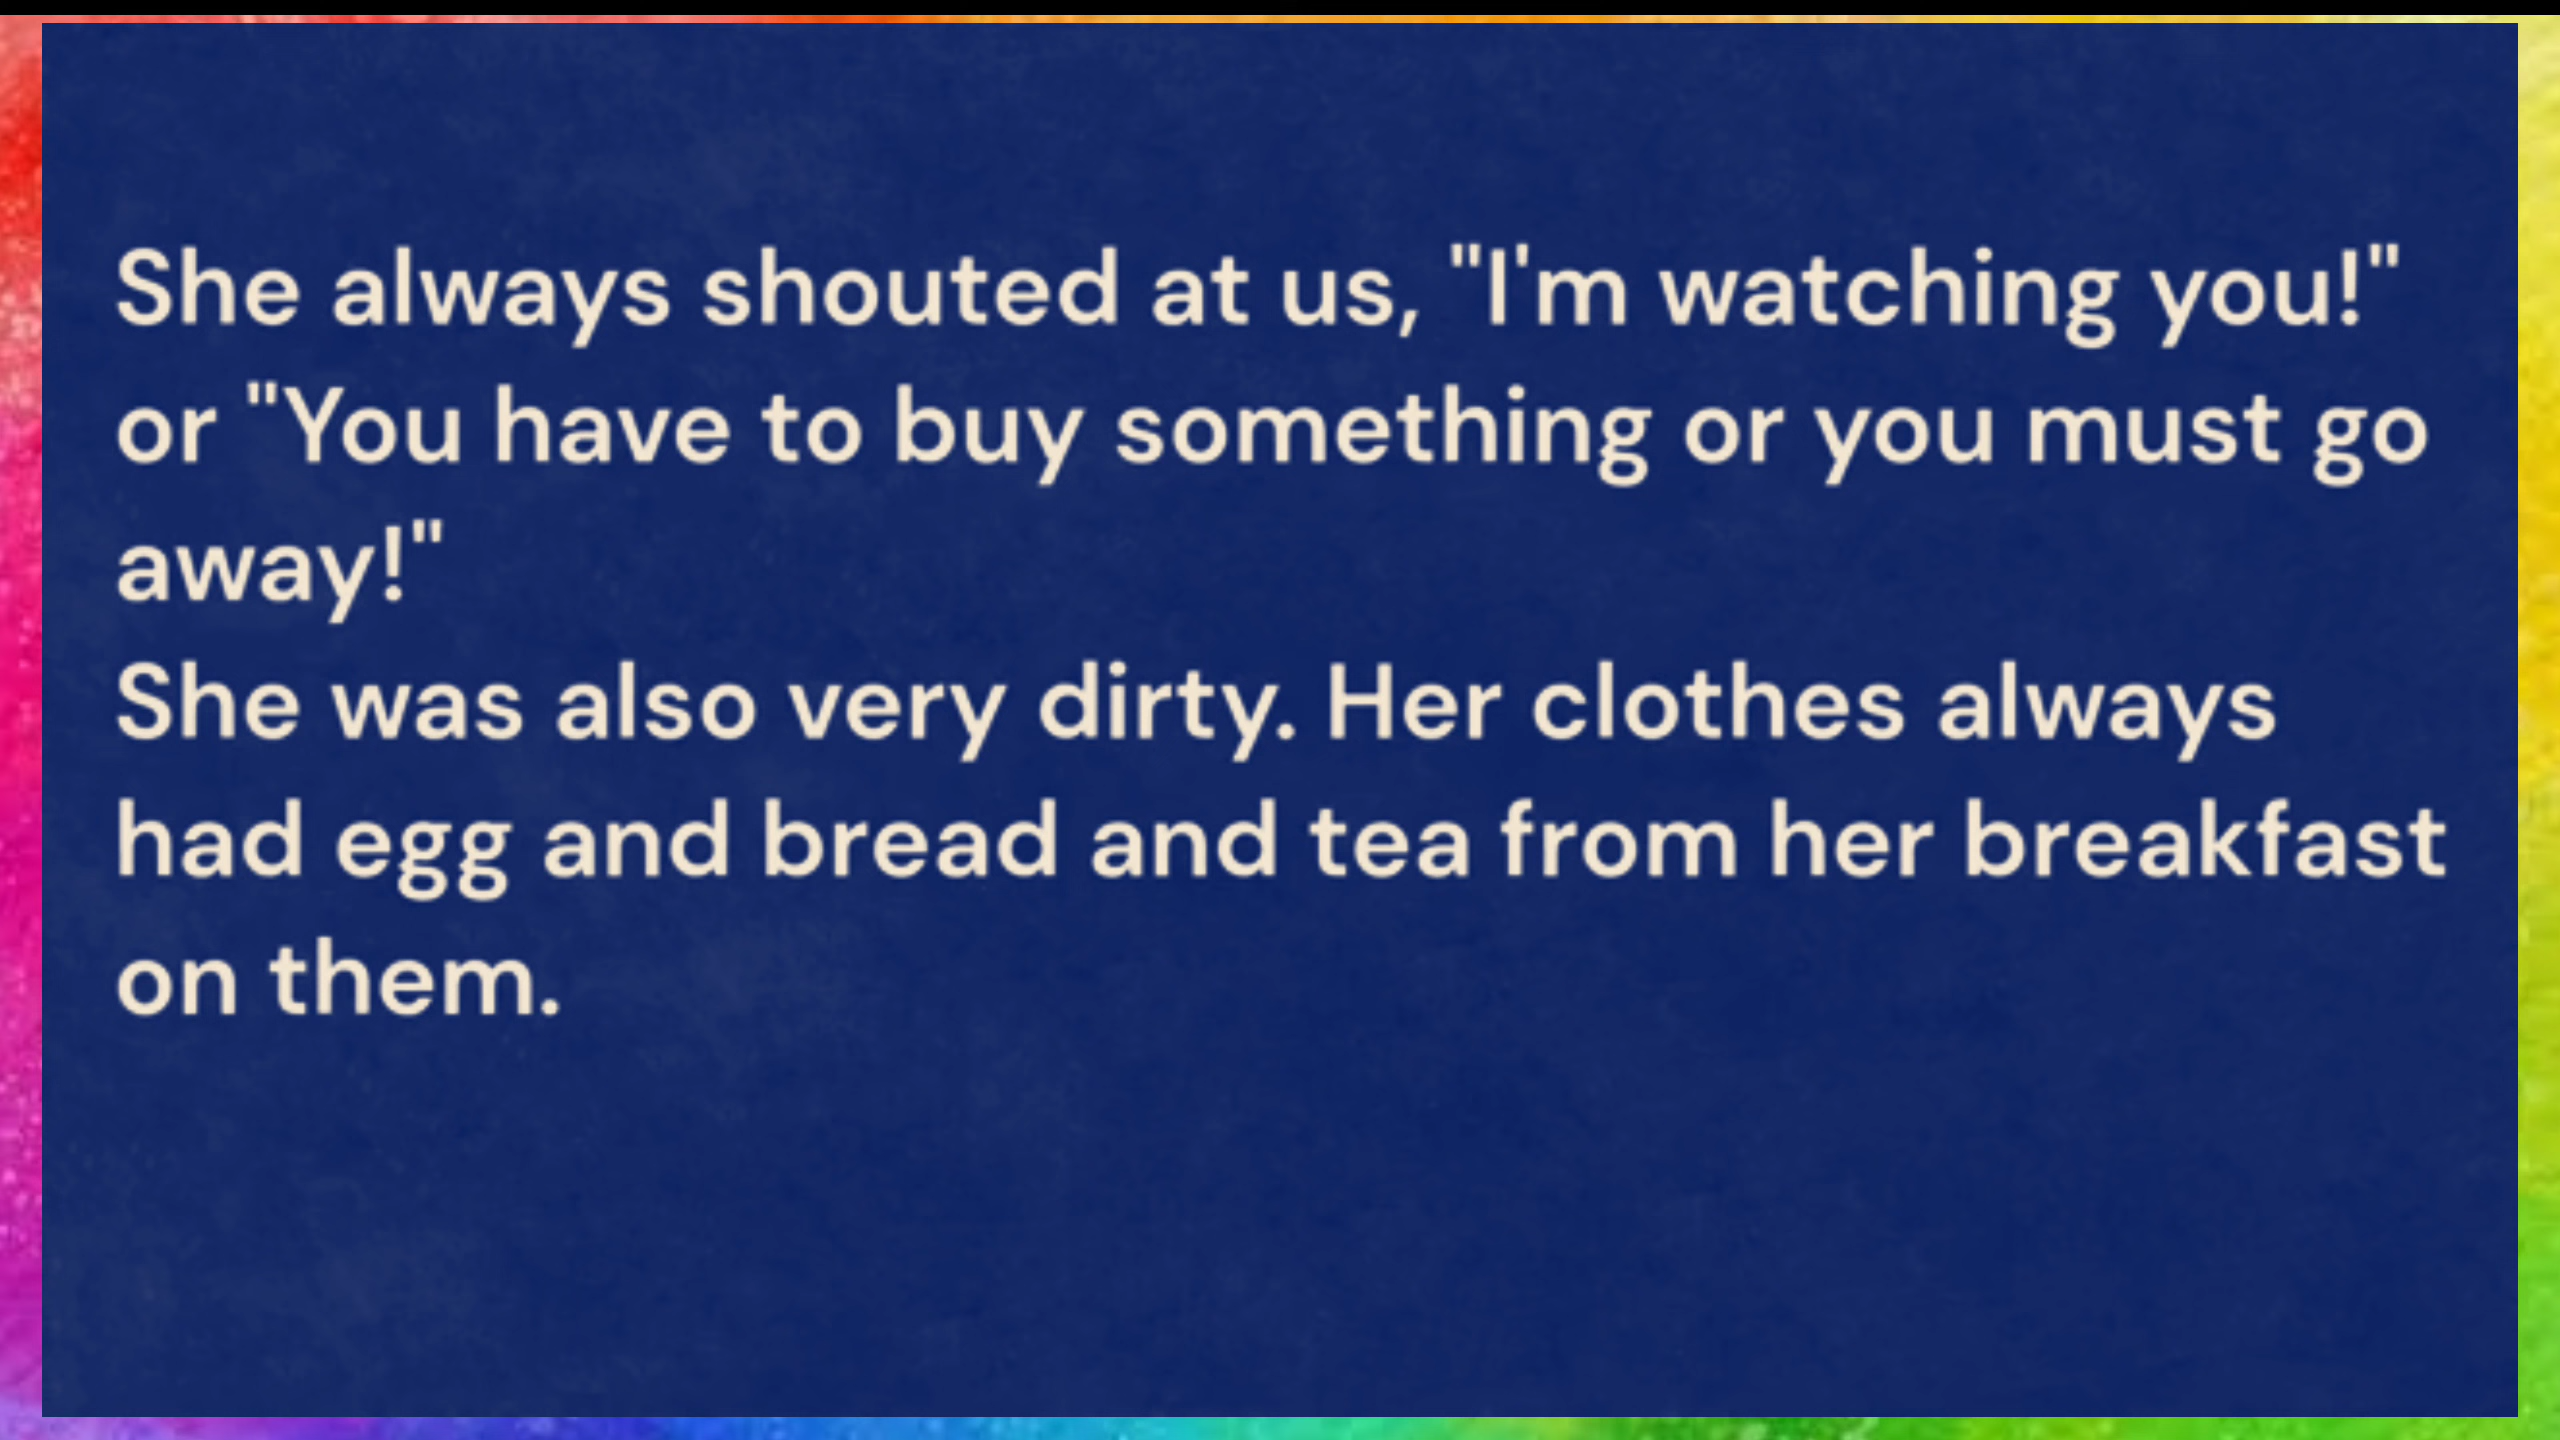 She always shouted at us, "I'm watching you!"
or "You have to buy something or you must go
away!"
She was also very dirty. Her clothes always
had egg and bread and tea from her breakfast
on them.